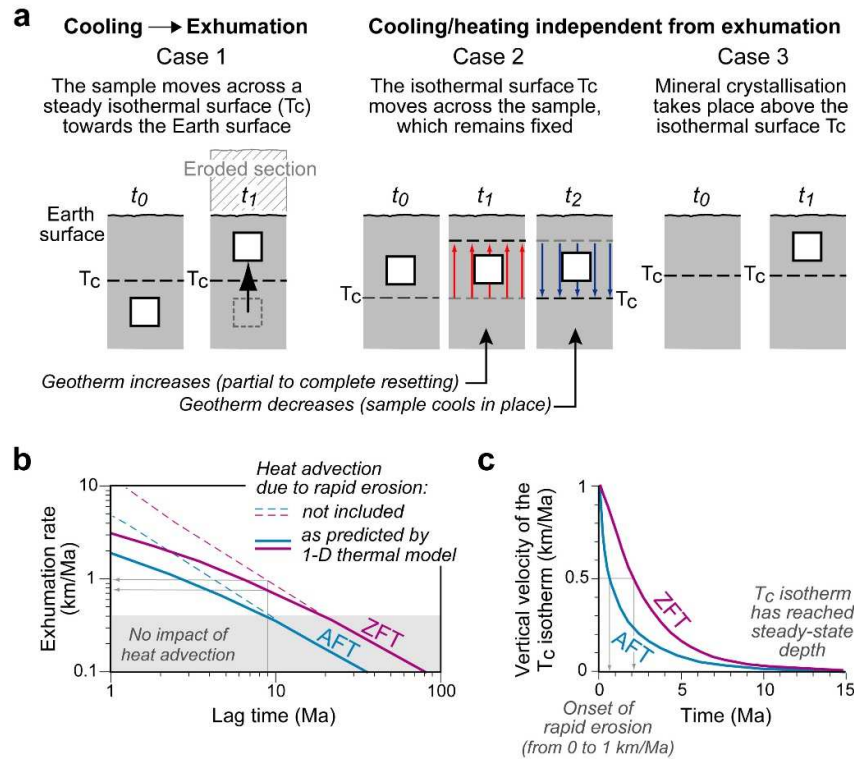 a
Cooling → Exhumation
Case 1
The sample moves across a
steady isothermal surface (Tc)
towards the Earth surface
Cooling/heating independent from exhumation
Case 2
The isothermal surface Tc
moves across the sample,
which remains fixed
Case 3
Mineral crystallisation
takes place above the
isothermal surface Tc
Eroded section
t0
t1
t0
t1
t2
t0
t1
Earth
surface
Tc
Tc
Tc
Tc
Tc
Tc
Geotherm increases (partial to complete resetting)
Geotherm decreases (sample cools in place)
b
Exhumation rate
(km/Ma)
10
1
0.1
Heat advection
due to rapid erosion:
not included
as predicted by
1-D thermal model
No impact of
heat advection
AFT
ZFT
1
10
100
Lag time (Ma)
c
Vertical velocity of the
Tc isotherm (km/Ma)
1
0.5
0
ZFT
AFT
Tc isotherm
has reached
steady-state
depth
0
5
10
15
Time (Ma)
Onset of
rapid erosion
(from 0 to 1 km/Ma)